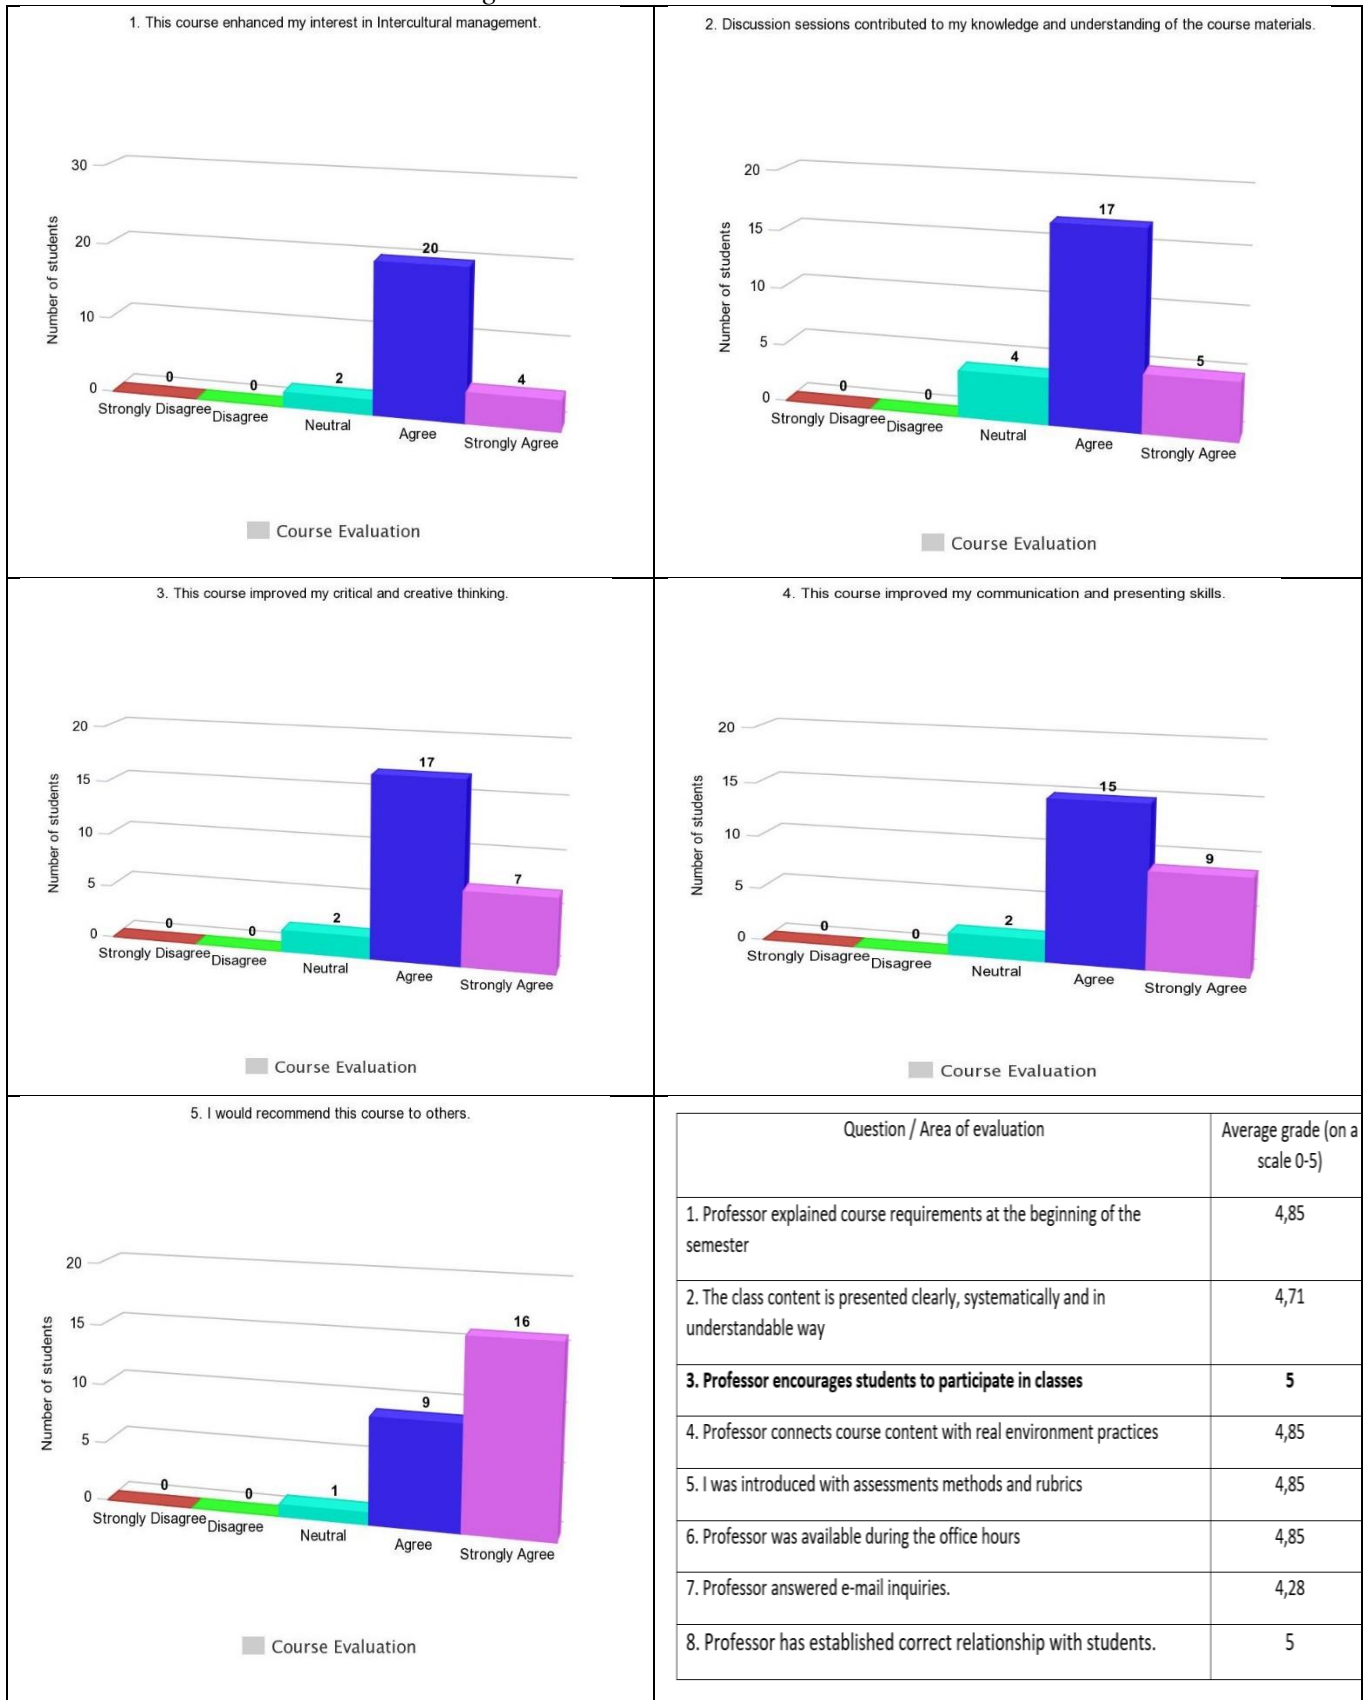 1. This course enhanced my interest in Intercultural management.
30
20
10
0
Number of students
0
0
2
20
4
Strongly Disagree
Disagree
Neutral
Agree
Strongly Agree
Course Evaluation
2. Discussion sessions contributed to my knowledge and understanding of the course materials.
20
15
10
5
0
Number of students
0
0
4
17
5
Strongly Disagree
Disagree
Neutral
Agree
Strongly Agree
Course Evaluation
3. This course improved my critical and creative thinking.
20
15
10
5
0
Number of students
0
0
2
17
7
Strongly Disagree
Disagree
Neutral
Agree
Strongly Agree
Course Evaluation
4. This course improved my communication and presenting skills.
20
15
10
5
0
Number of students
0
0
2
15
9
Strongly Disagree
Disagree
Neutral
Agree
Strongly Agree
Course Evaluation
5. I would recommend this course to others.
20
15
10
5
0
Number of students
0
0
1
9
16
Strongly Disagree
Disagree
Neutral
Agree
Strongly Agree
Course Evaluation
Question / Area of evaluation
Average grade (on a
scale 0-5)
1. Professor explained course requirements at the beginning of the
semester
4,85
2. The class content is presented clearly, systematically and in
understandable way
4,71
3. Professor encourages students to participate in classes
5
4. Professor connects course content with real environment practices
4,85
5. I was introduced with assessments methods and rubrics
4,85
6. Professor was available during the office hours
4,85
7. Professor answered e-mail inquiries.
4,28
8. Professor has established correct relationship with students.
5